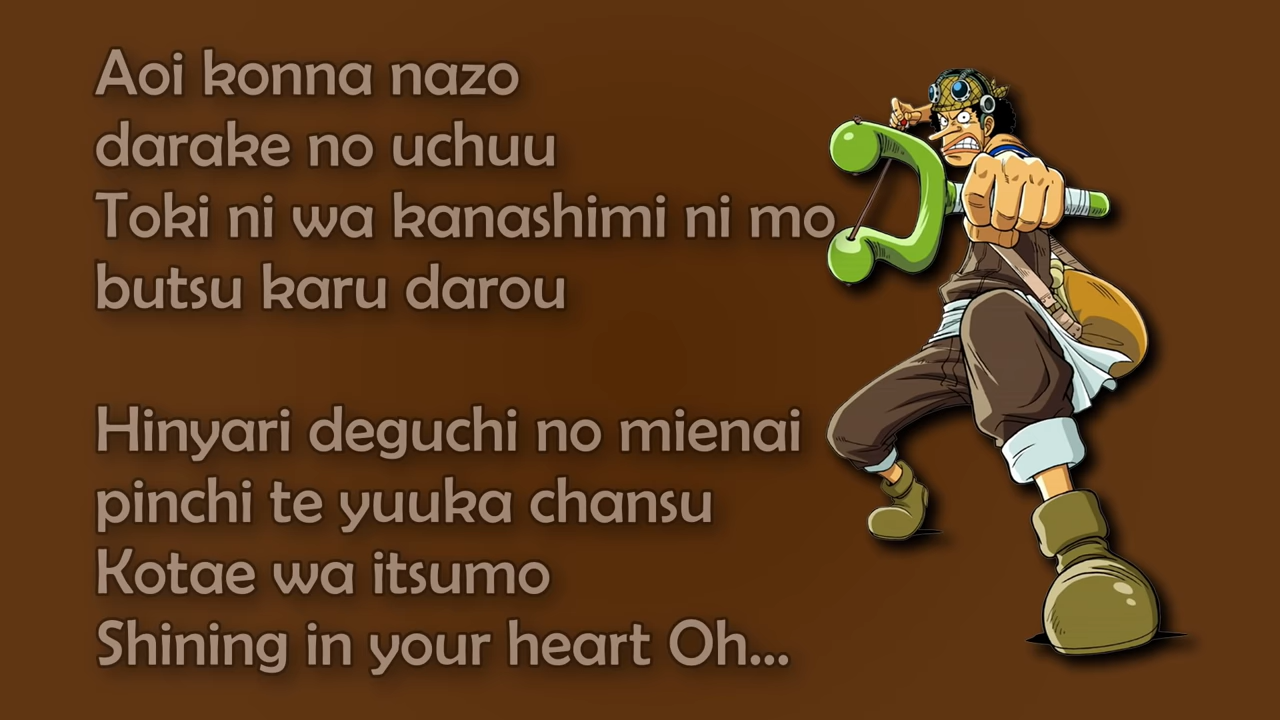 Aoi konna nazo
darake no uchuu
Toki ni wa kanashimi ni mo
butsu karu darou
Hinyari deguchi no mienai
pinchi te yuuka chansu
Kotae wa itsumo
Shining in your heart Oh...